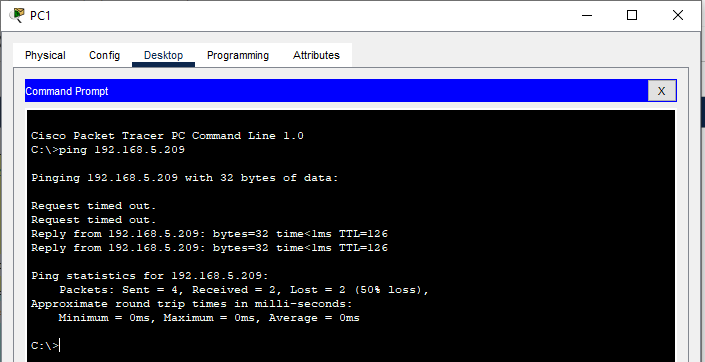 PC1
Physical Config Desktop Programming Attributes
Command Prompt X
Cisco Packet Tracer PC Command Line 1.0
C:\>ping 192.168.5.209
Pinging 192.168.5.209 with 32 bytes of data:
Request timed out.
Request timed out.
Reply from 192.168.5.209: bytes=32 time<1ms TTL=126
Reply from 192.168.5.209: bytes=32 time<1ms TTL=126
Ping statistics for 192.168.5.209:
Packets: Sent = 4, Received = 2, Lost = 2 (50% loss),
Approximate round trip times in milli-seconds:
Minimum = 0ms, Maximum = 0ms, Average = 0ms
C:\>